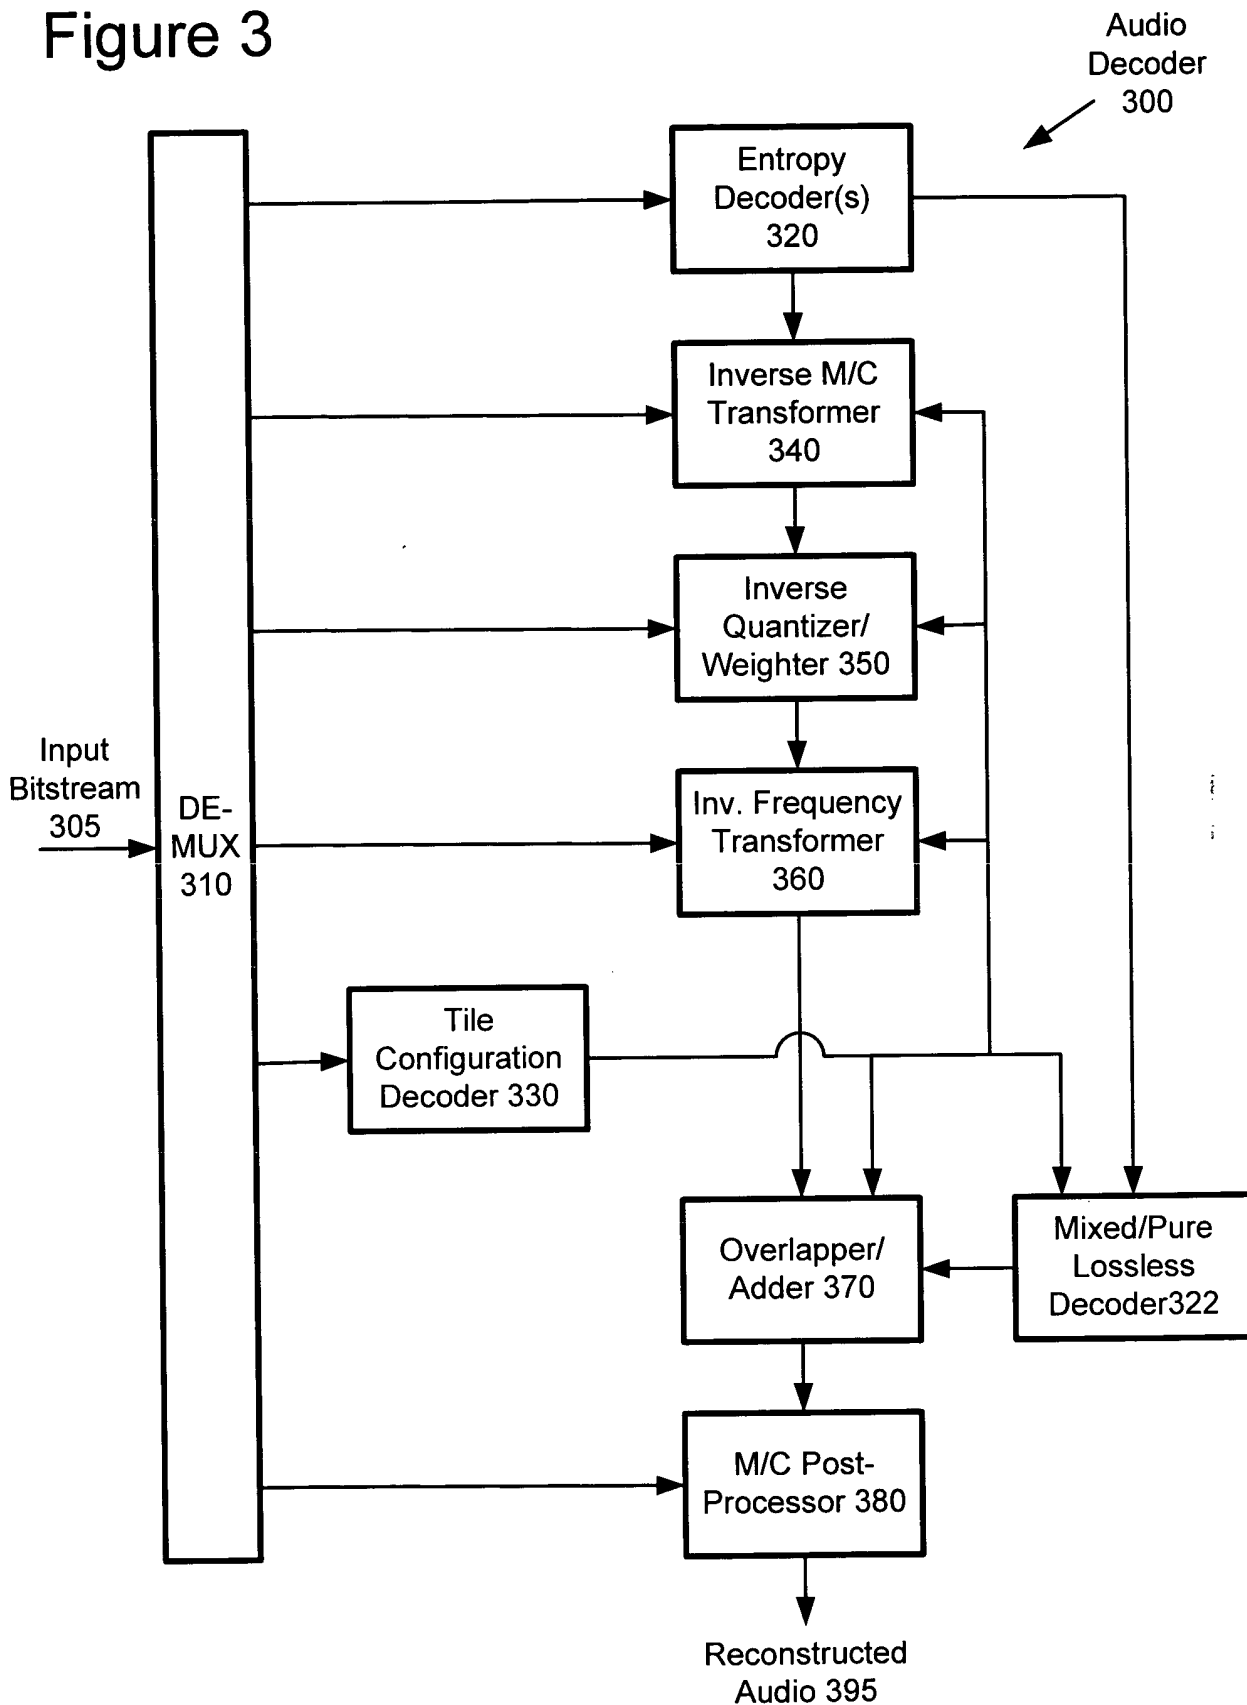 Figure 3
Audio
Decoder
300
Entropy
Decoder(s)
320
Inverse M/C
Transformer
340
Inverse
Quantizer/
Weighter 350
Input
Bitstream
305
DE-
MUX
310
Inv. Frequency
Transformer
360
Tile
Configuration
Decoder 330
Overlapper/
Adder 370
Mixed/Pure
Lossless
Decoder322
M/C Post-
Processor 380
Reconstructed
Audio 395